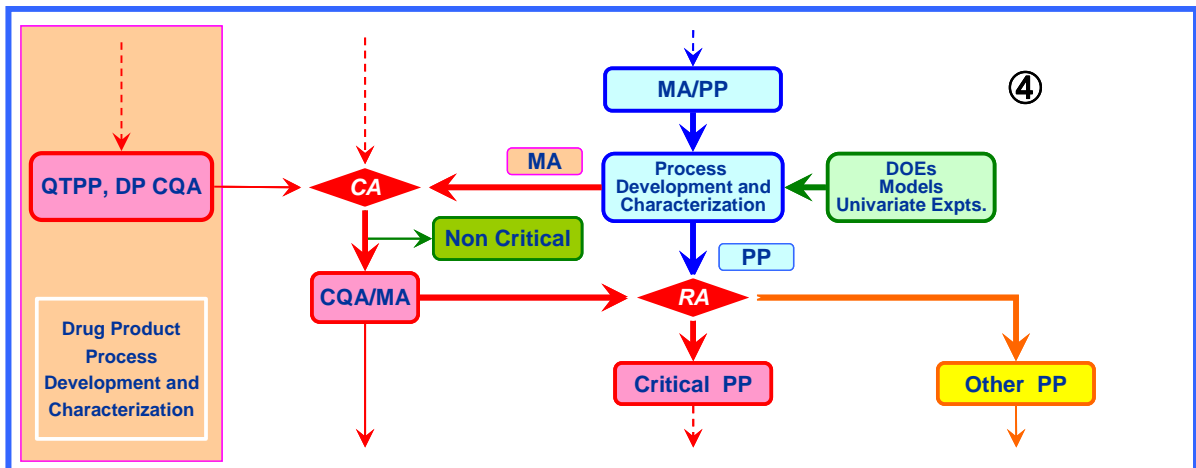 ④
MA/PP
QTPP, DP CQA
CA
MA
Process
Development and
Characterization
DOEs
Models
Univariate Expts.
Non Critical
PP
CQA/MA
RA
Drug Product
Process
Development and
Characterization
Critical PP
Other PP